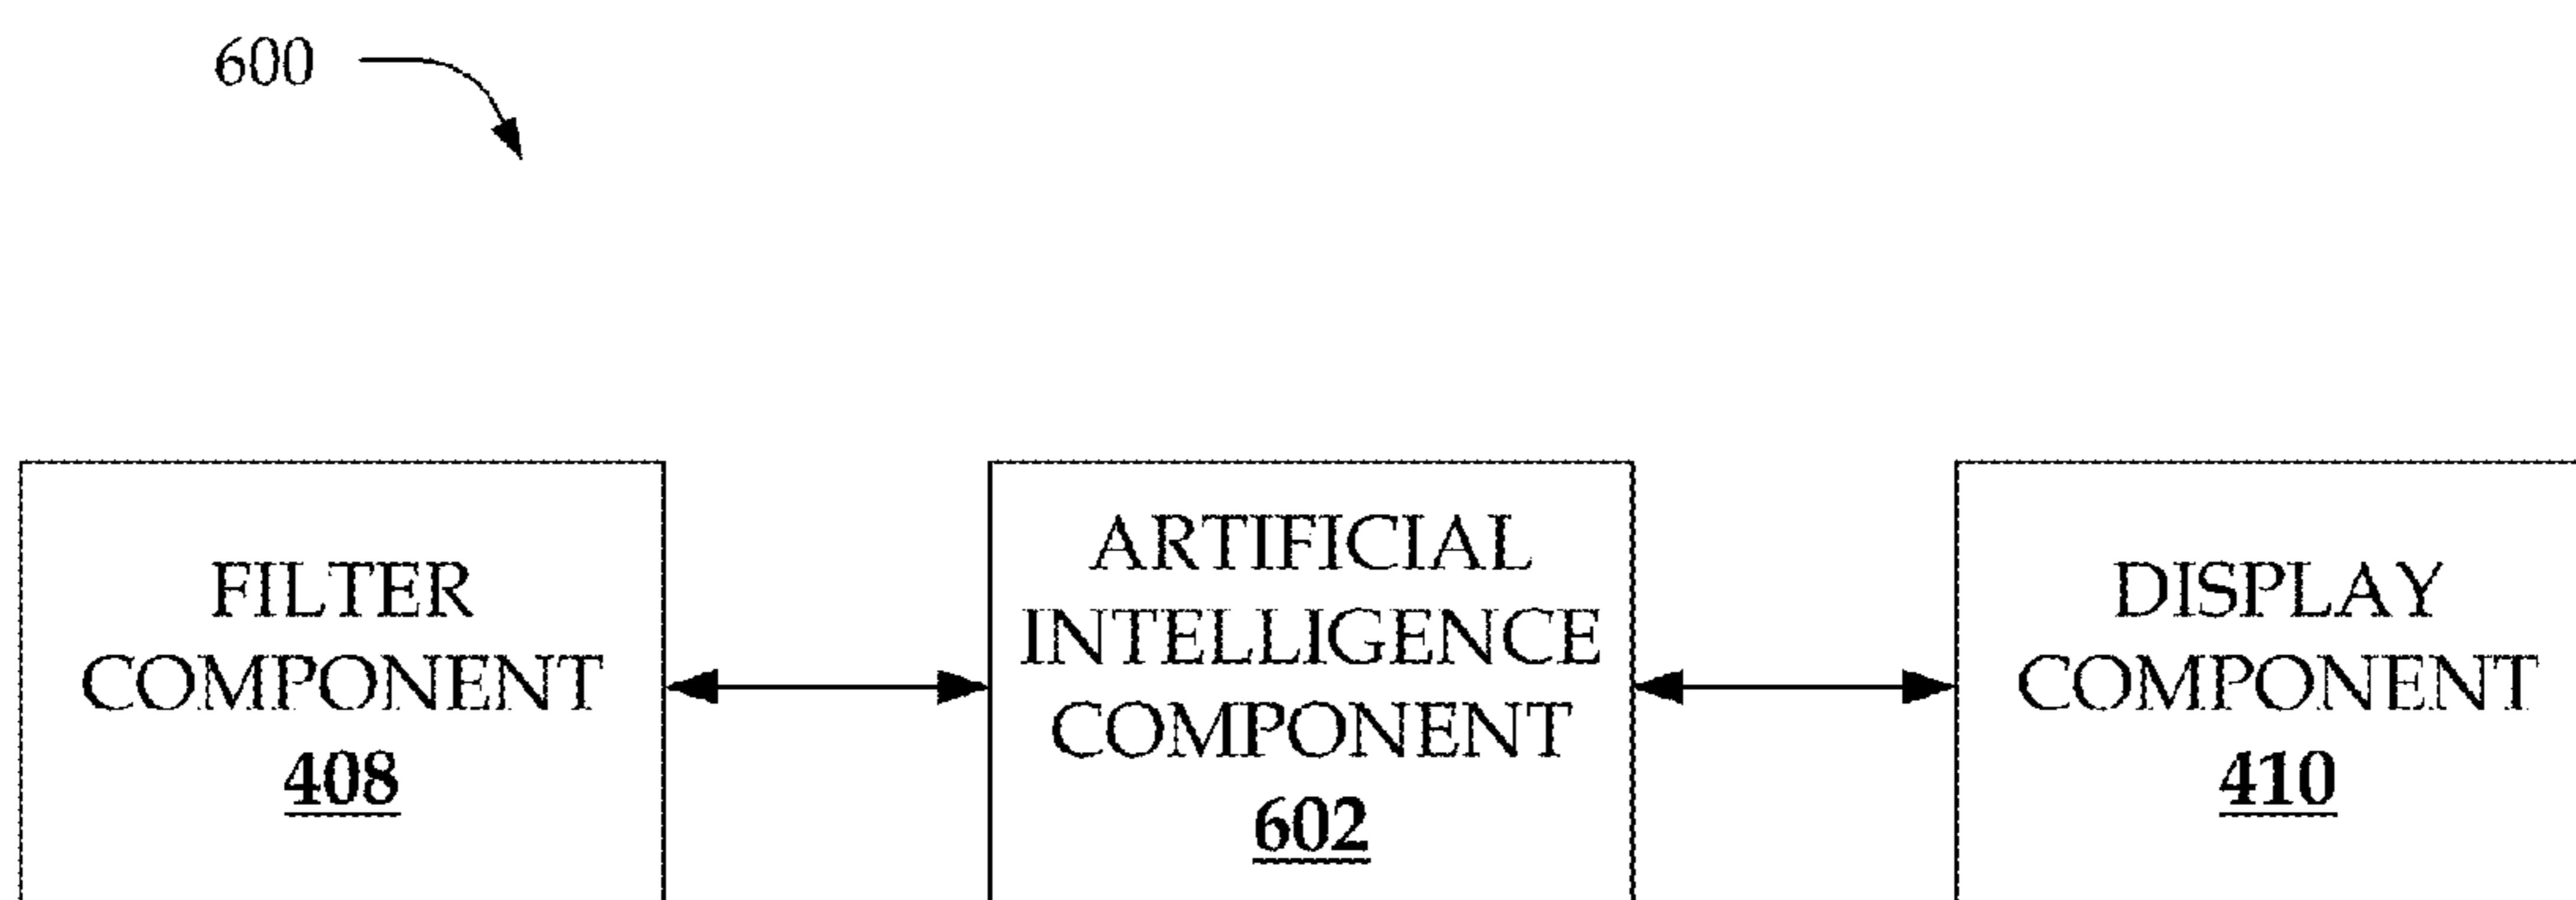 600
FILTER
COMPONENT
408
ARTIFICIAL
INTELLIGENCE
COMPONENT
602
DISPLAY
COMPONENT
410